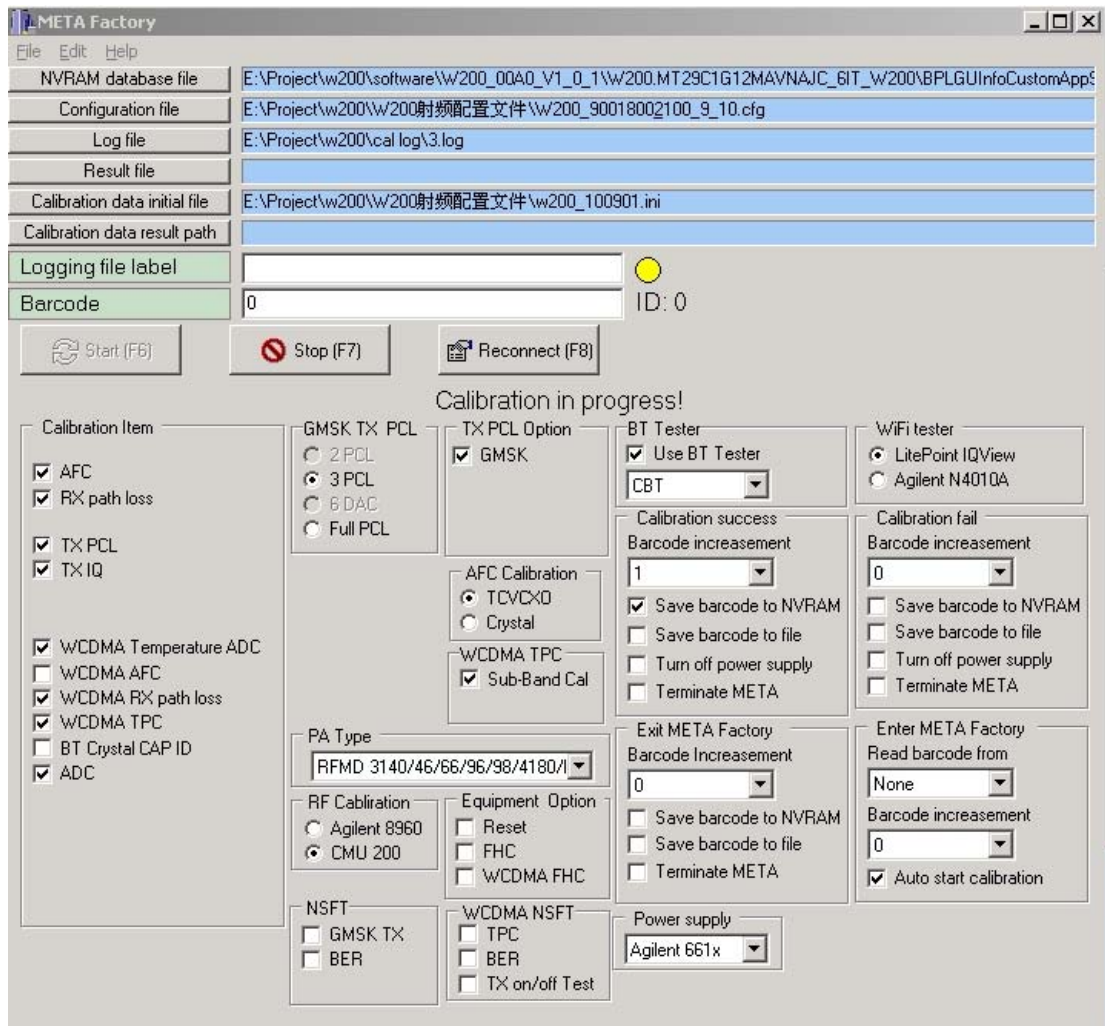 META Factory
File Edit Help
NVRAM database file E:\Project\w200\software\W200_00A0_V1_0_1\W200.MT29C1G12MAVNAJC_6IT_W200\BPLGUInfoCustomAppS
Configuration file E:\Project\w200\W200射频配置文件\W200_90018002100_9_10.cfg
Log file E:\Project\w200\cal log\3.log
Result file
Calibration data initial file E:\Project\w200\W200射频配置文件\w200_100901.ini
Calibration data result path
Logging file label
Barcode 0 ID: 0
Start (F6) Stop (F7) Reconnect (F8)
Calibration in progress!
Calibration Item
AFC
RX path loss
TX PCL
TX IQ
WCDMA Temperature ADC
WCDMA AFC
WCDMA RX path loss
WCDMA TPC
BT Crystal CAP ID
ADC
GMSK TX PCL
2 PCL
3 PCL
6 DAC
Full PCL
TX PCL Option
GMSK
AFC Calibration
TCVCXO
Crystal
WCDMA TPC
Sub-Band Cal
PA Type
RFMD 3140/46/66/96/98/4180/
RF Cabliration
Agilent 8960
CMU 200
Equipment Option
Reset
FHC
WCDMA FHC
NSFT
GMSK TX
BER
WCDMA NSFT
TPC
BER
TX on/off Test
BT Tester
Use BT Tester
CBT
Calibration success
Barcode increasement
1
Save barcode to NVRAM
Save barcode to file
Turn off power supply
Terminate META
Exit META Factory
Barcode Increasement
0
Save barcode to NVRAM
Save barcode to file
Terminate META
Power supply
Agilent 661x
WiFi tester
LitePoint IQView
Agilent N4010A
Calibration fail
Barcode increasement
0
Save barcode to NVRAM
Save barcode to file
Turn off power supply
Terminate META
Enter META Factory
Read barcode from
None
Barcode increasement
0
Auto start calibration